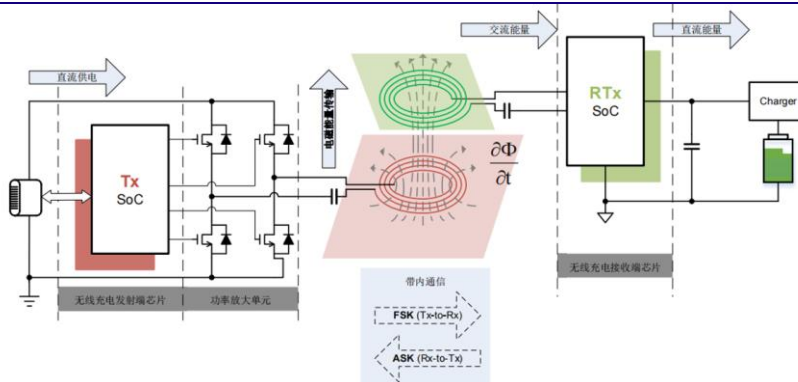 直流供电
交流能量
直流能量
电磁能量传输
Tx
SoC
∂Φ
∂t
RTx
SoC
Charger
无线充电发射端芯片
功率放大单元
无线充电接收端芯片
带内通信
FSK (Tx-to-Rx)
ASK (Rx-to-Tx)